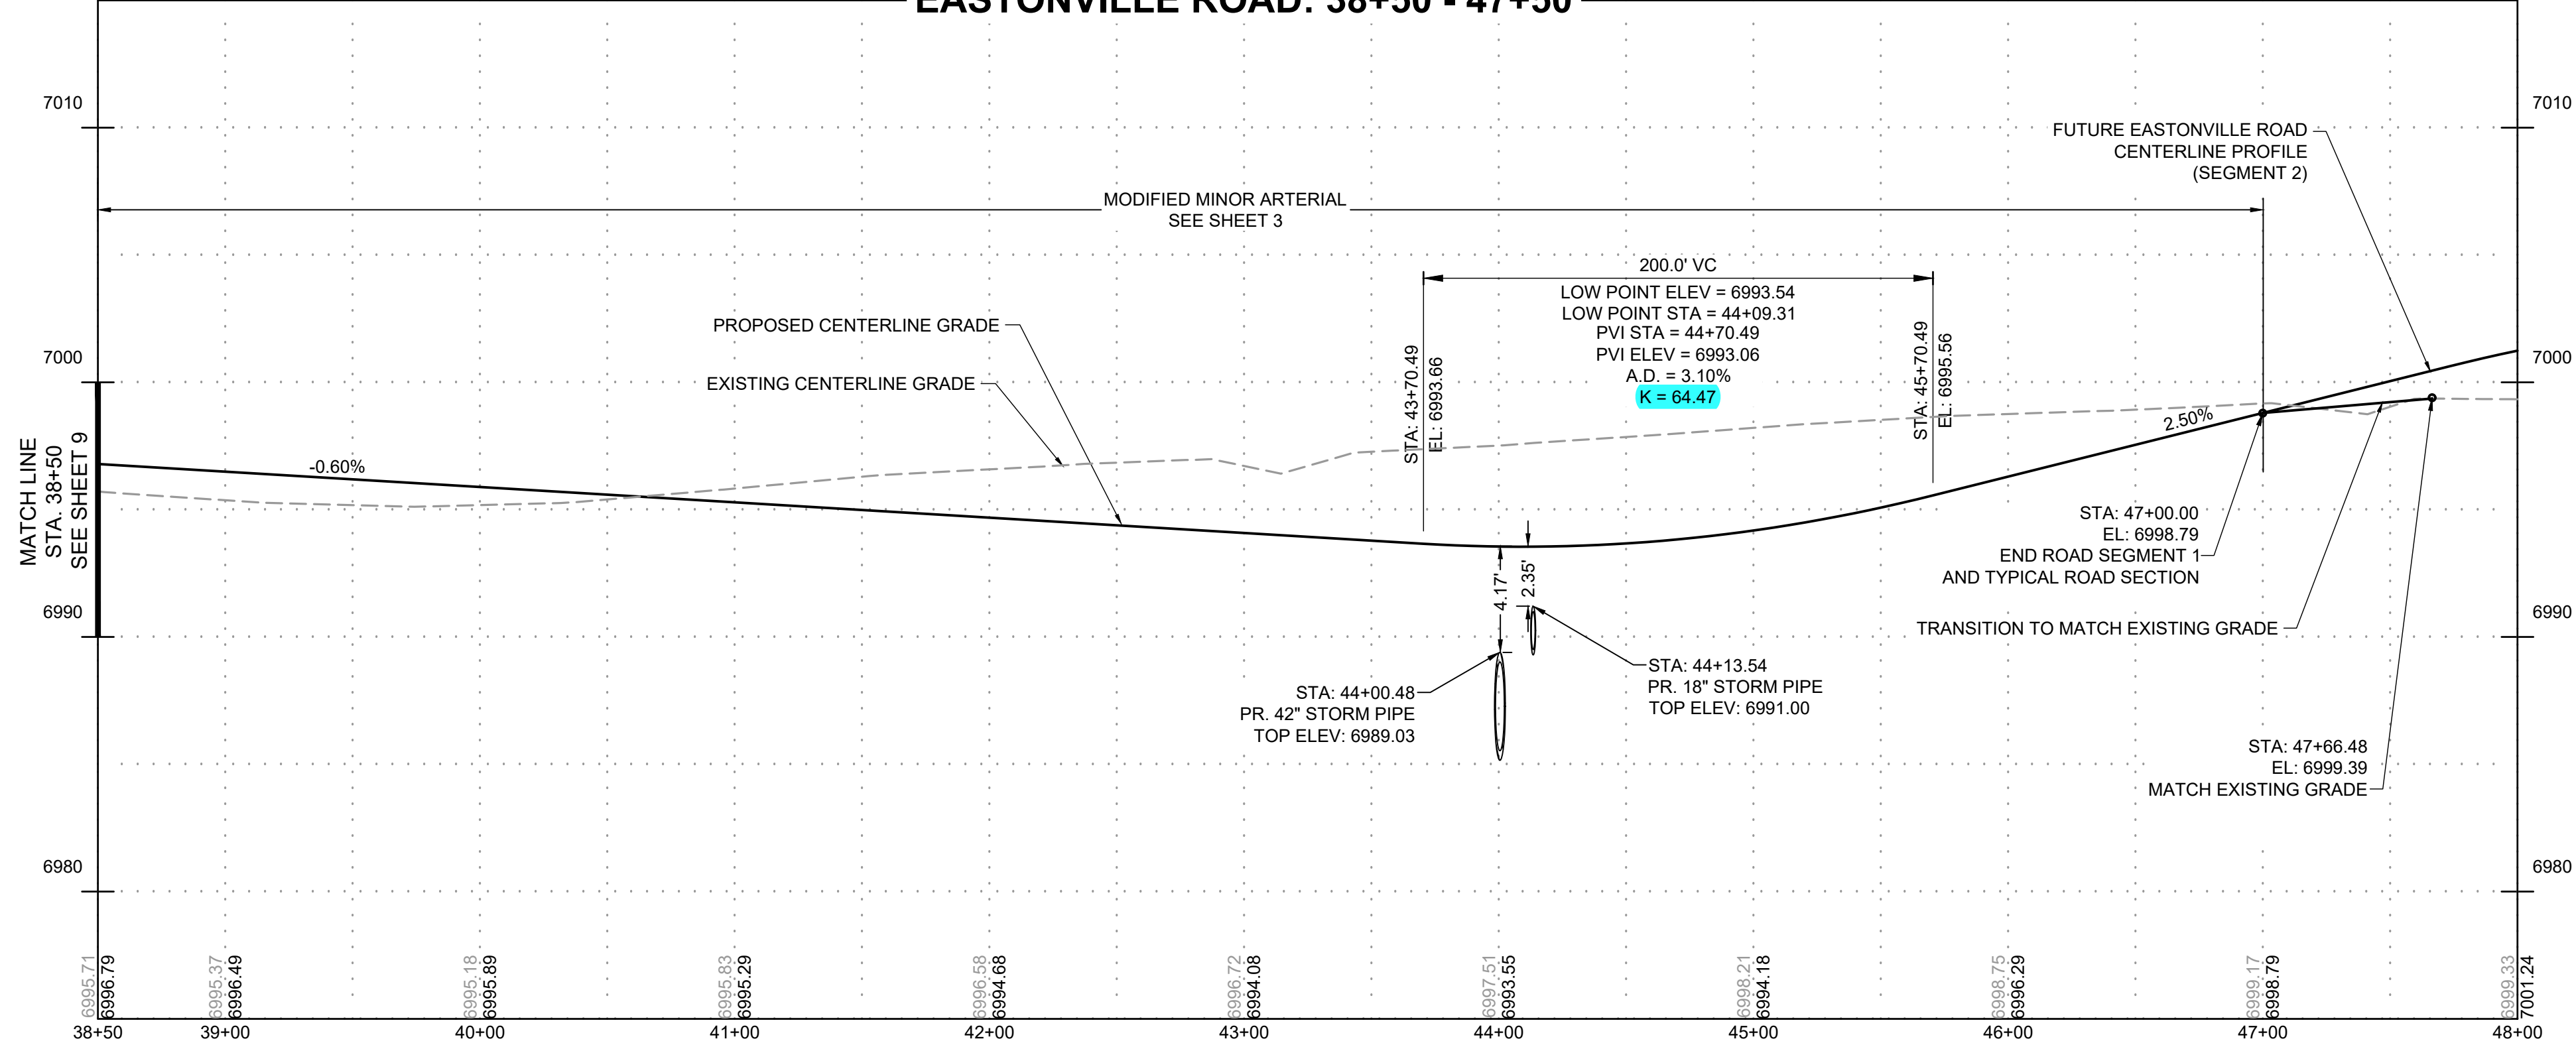 EASTONVILLE ROAD: 38+50 - 47+50
7010
7010
FUTURE EASTONVILLE ROAD
CENTERLINE PROFILE
(SEGMENT 2)
MODIFIED MINOR ARTERIAL
SEE SHEET 3
200.0' VC
LOW POINT ELEV = 6993.54
LOW POINT STA = 44+09.31
PVI STA = 44+70.49
PVI ELEV = 6993.06
A.D. = 3.10%
K = 64.47
STA: 43+70.49
EL: 6993.66
STA: 45+70.49
EL: 6995.56
PROPOSED CENTERLINE GRADE
EXISTING CENTERLINE GRADE
7000
7000
MATCH LINE
STA. 38+50
SEE SHEET 9
-0.60%
2.50%
STA: 47+00.00
EL: 6998.79
END ROAD SEGMENT 1
AND TYPICAL ROAD SECTION
4.17'
2.35'
6990
6990
TRANSITION TO MATCH EXISTING GRADE
STA: 44+00.48
PR. 42" STORM PIPE
TOP ELEV: 6989.03
STA: 44+13.54
PR. 18" STORM PIPE
TOP ELEV: 6991.00
STA: 47+66.48
EL: 6999.39
MATCH EXISTING GRADE
6980
6980
6995.71
6996.79
6995.37
6996.49
6995.18
6995.89
6995.83
6995.29
6996.58
6994.68
6996.72
6994.08
6997.51
6993.55
6998.21
6994.18
6998.75
6996.29
6999.17
6998.79
6999.33
7001.24
38+50
39+00
40+00
41+00
42+00
43+00
44+00
45+00
46+00
47+00
48+00